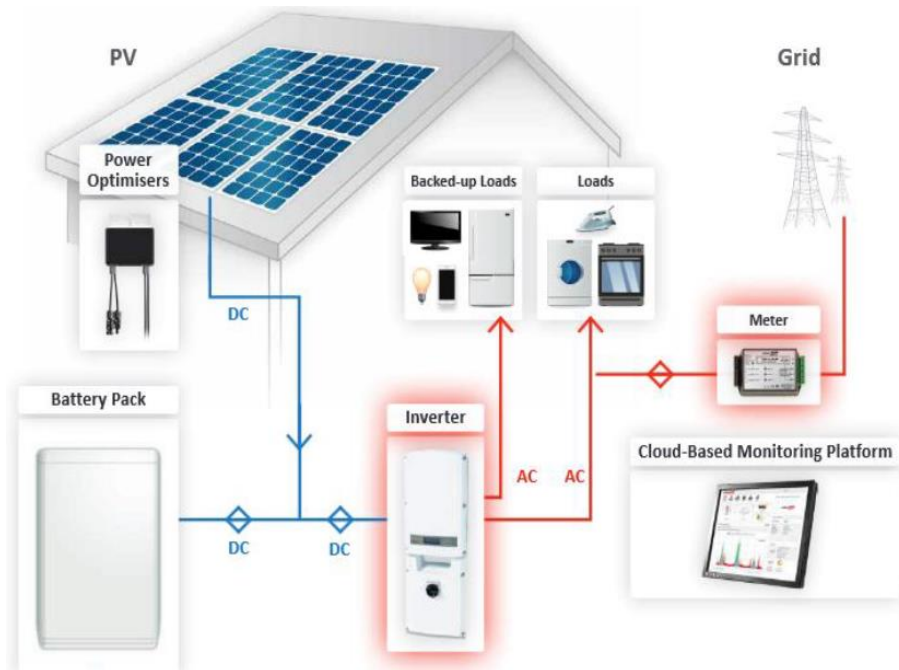 PV
Grid
Power
Optimisers
Backed-up Loads
Loads
DC
Meter
Battery Pack
Inverter
AC
AC
Cloud-Based Monitoring Platform
DC
DC